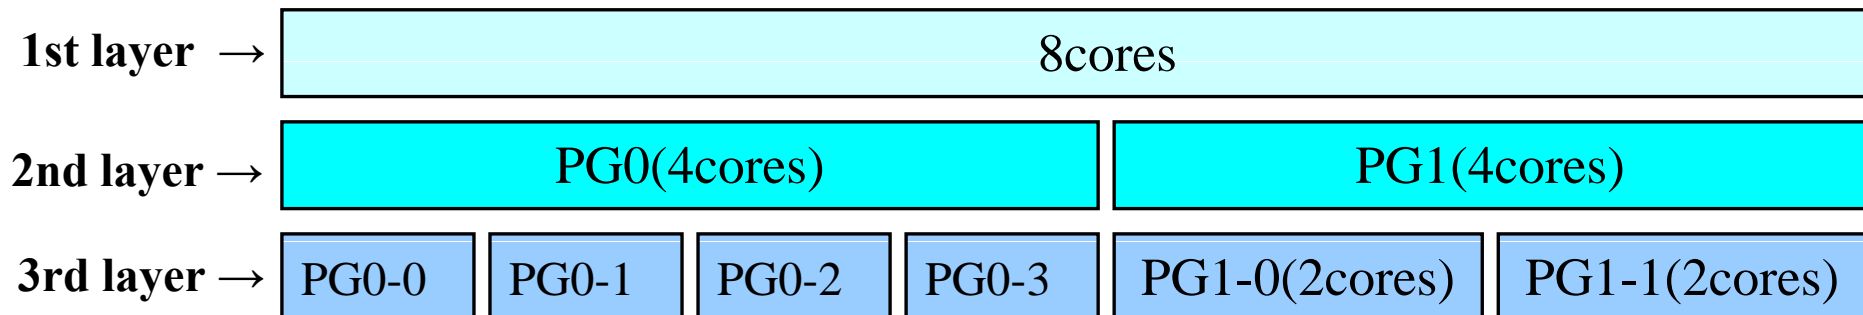 1st layer → 8cores
2nd layer → PG0(4cores) PG1(4cores)
3rd layer → PG0-0 PG0-1 PG0-2 PG0-3 PG1-0(2cores) PG1-1(2cores)